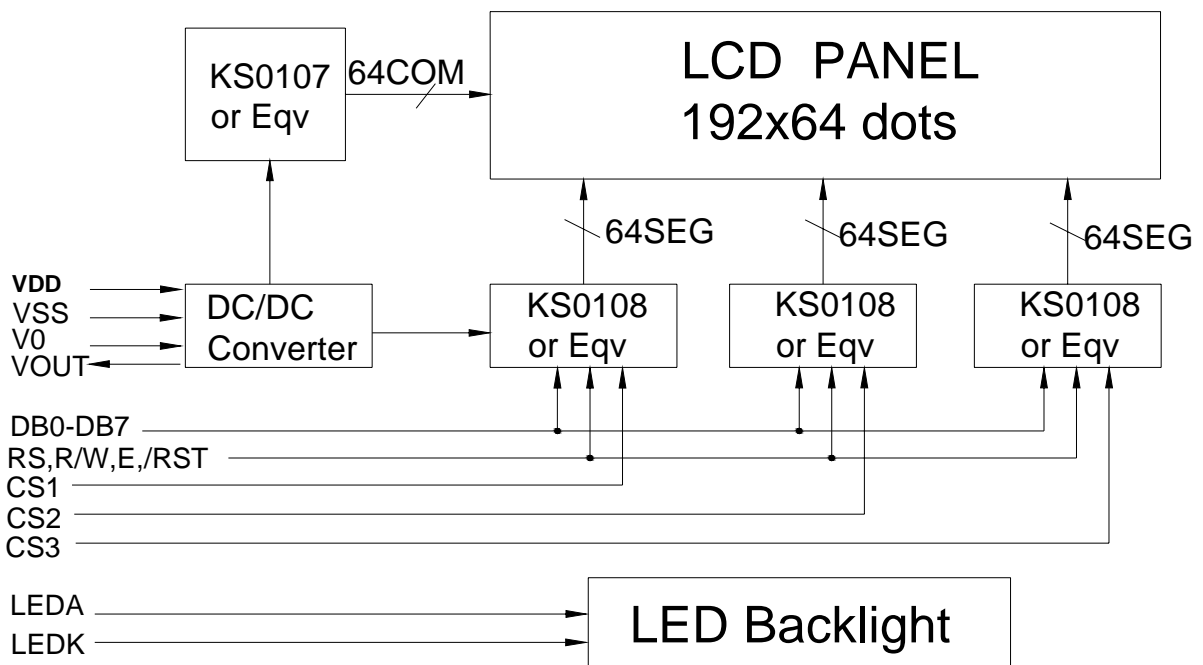 KS0107
or Eqv
64COM
LCD PANEL
192x64 dots
64SEG
64SEG
64SEG
VDD
VSS
V0
VOUT
DC/DC
Converter
KS0108
or Eqv
KS0108
or Eqv
KS0108
or Eqv
DB0-DB7
RS,R/W,E,/RST
CS1
CS2
CS3
LEDA
LEDK
LED Backlight